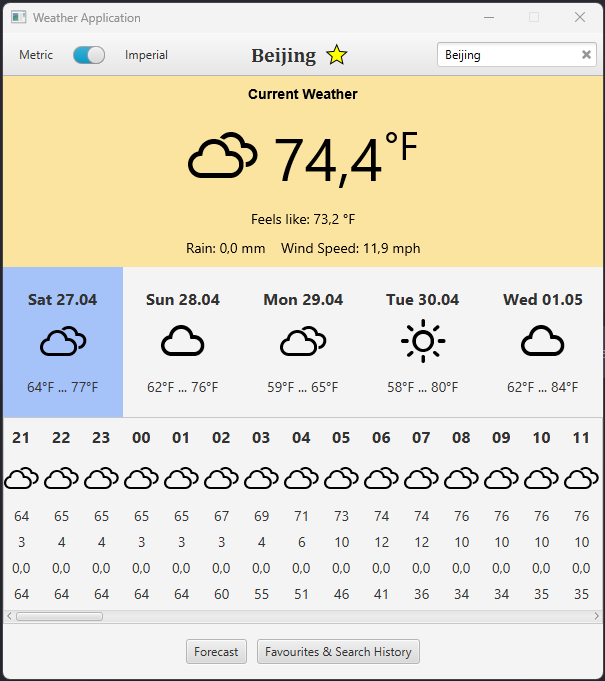 Weather Application
Metric Imperial Beijing Beijing
Current Weather
74,4°F
Feels like: 73,2 °F
Rain: 0,0 mm Wind Speed: 11,9 mph
Sat 27.04 Sun 28.04 Mon 29.04 Tue 30.04 Wed 01.05
64°F ... 77°F 62°F ... 76°F 59°F ... 65°F 58°F ... 80°F 62°F ... 84°F
21 22 23 00 01 02 03 04 05 06 07 08 09 10 11
64 65 65 65 65 67 69 71 73 74 74 76 76 76 76
3 4 4 3 3 3 4 6 10 12 12 10 10 10 10
0,0 0,0 0,0 0,0 0,0 0,0 0,0 0,0 0,0 0,0 0,0 0,0 0,0 0,0 0,0
64 64 64 64 64 60 55 51 46 41 36 34 34 35 35
Forecast Favourites & Search History